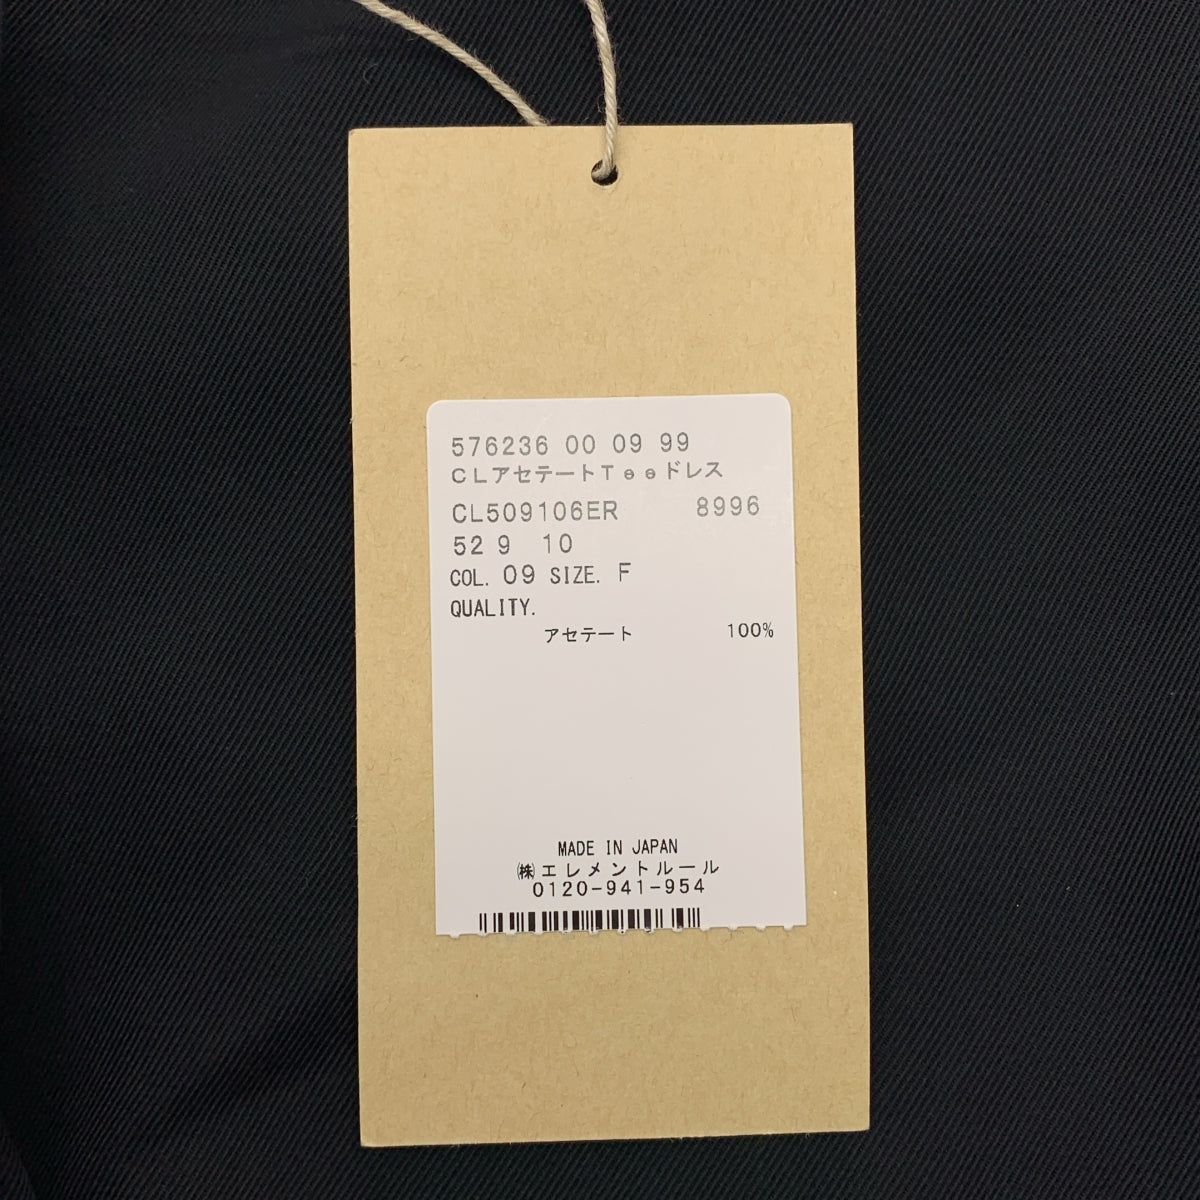 576236 00 09 99
CLアセテートTeeドレス
CL509106ER 8996
52 9 10
COL. 09 SIZE. F
QUALITY.
アセテート 100%
MADE IN JAPAN
㈱エレメントルール
0120-941-954